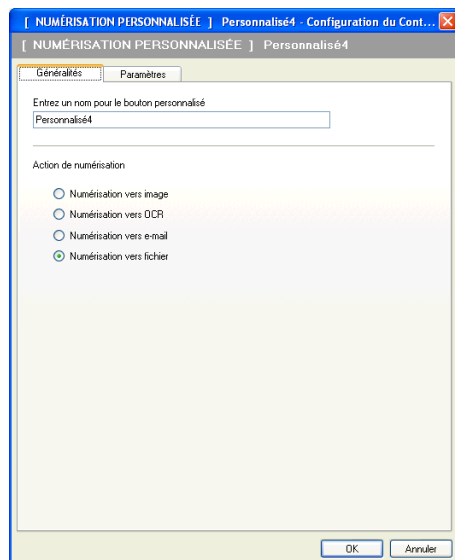 [ NUMÉRISATION PERSONNALISÉE ] Personnalisé4 - Configuration du Cont...
[ NUMÉRISATION PERSONNALISÉE ] Personnalisé4
Généralités Paramètres
Entrez un nom pour le bouton personnalisé
Personnalisé4
Action de numérisation
Numérisation vers image
Numérisation vers OCR
Numérisation vers e-mail
Numérisation vers fichier
OK Annuler